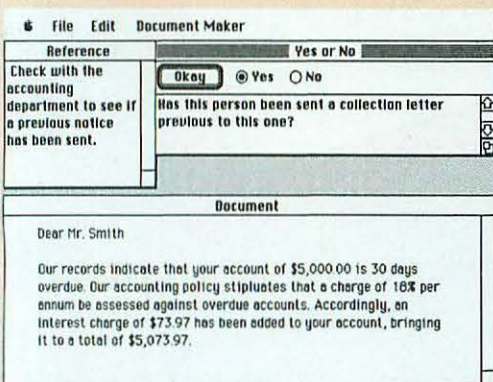 File Edit Document Maker
Reference
Yes or No
Check with the
accounting
department to see if
a previous notice
has been sent.
Okay Yes No
Has this person been sent a collection letter
previous to this one?
Document
Dear Mr. Smith
Our records indicate that your account of $5,000.00 is 30 days
overdue. Our accounting policy stipluates that a charge of 18% per
annum be assessed against overdue accounts. Accordingly, an
interest charge of $73.97 has been added to your account, bringing
it to a total of $5,073.97.